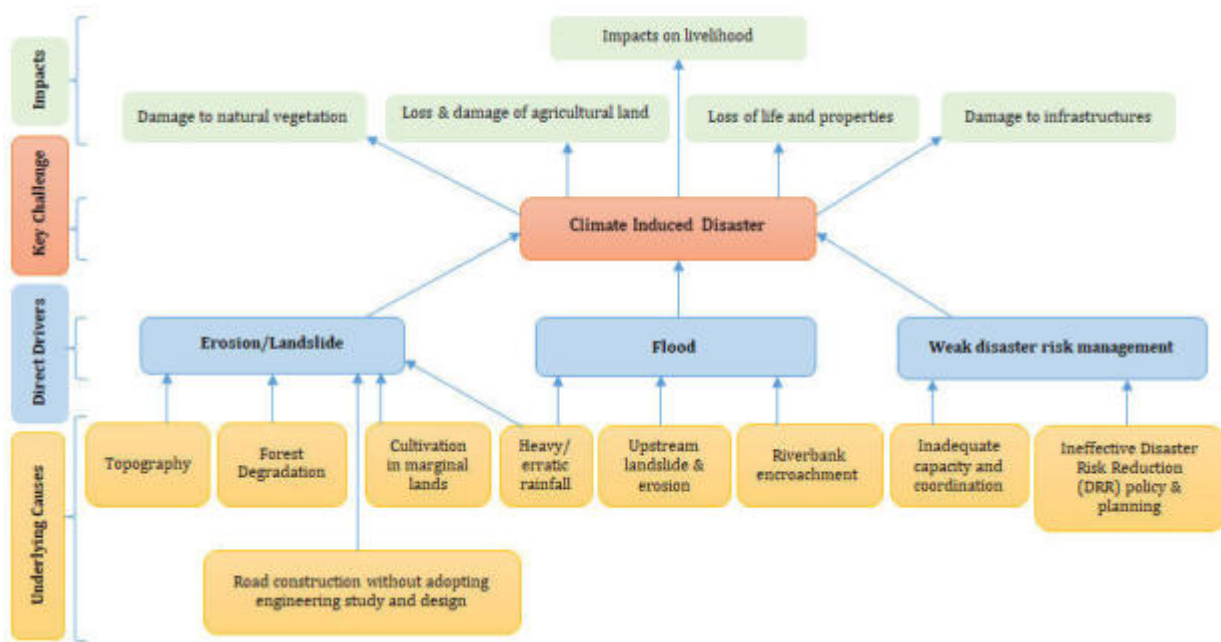 Impacts
Impacts on livelihood
Damage to natural vegetation
Loss & damage of agricultural land
Loss of life and properties
Damage to infrastructures
Key Challenge
Climate Induced Disaster
Direct Drivers
Erosion/Landslide
Flood
Weak disaster risk management
Underlying Causes
Topography
Forest
Degradation
Cultivation
in marginal
lands
Heavy/
erratic
rainfall
Upstream
landslide &
erosion
Riverbank
encroachment
Inadequate
capacity and
coordination
Ineffective Disaster
Risk Reduction
(DRR) policy &
planning
Road construction without adopting
engineering study and design